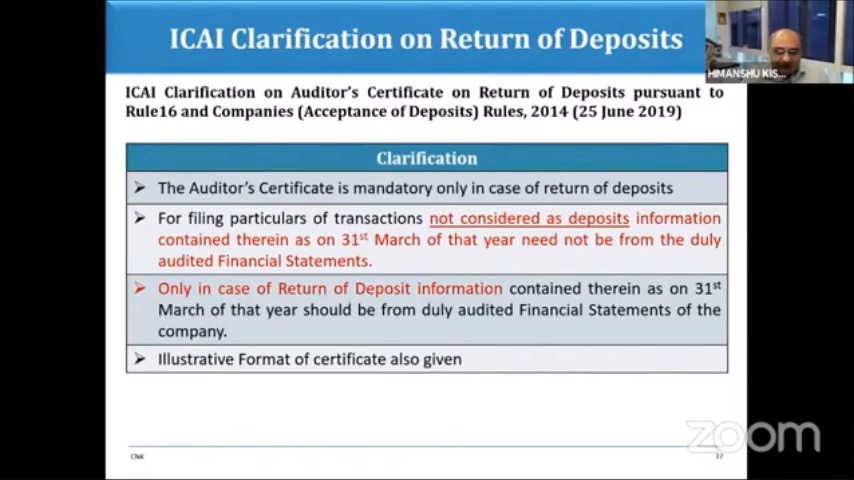 ICAI Clarification on Return of Deposits
HIMANSHU KIS...
ICAI Clarification on Auditor's Certificate on Return of Deposits pursuant to
Rule16 and Companies (Acceptance of Deposits) Rules, 2014 (25 June 2019)
Clarification
➢ The Auditor's Certificate is mandatory only in case of return of deposits
➢ For filing particulars of transactions not considered as deposits information
contained therein as on 31st March of that year need not be from the duly
audited Financial Statements.
➢ Only in case of Return of Deposit information contained therein as on 31st
March of that year should be from duly audited Financial Statements of the
company.
➢ Illustrative Format of certificate also given
zoom
CNK 37